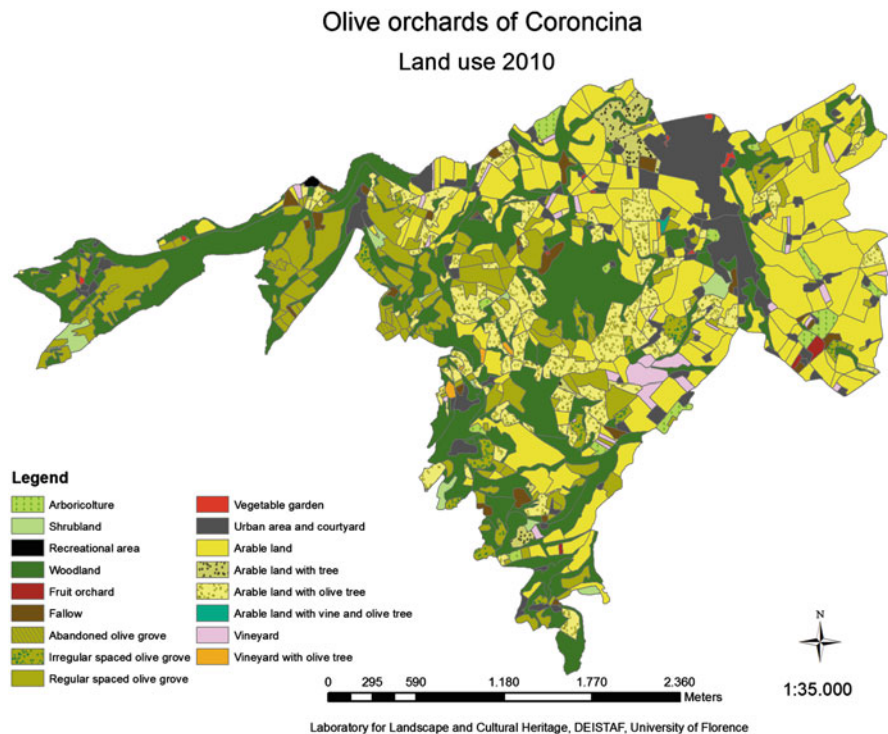 Olive orchards of Coroncina
Land use 2010
Legend
Arboricolture
Shrubland
Recreational area
Woodland
Fruit orchard
Fallow
Abandoned olive grove
Irregular spaced olive grove
Regular spaced olive grove
Vegetable garden
Urban area and courtyard
Arable land
Arable land with tree
Arable land with olive tree
Arable land with vine and olive tree
Vineyard
Vineyard with olive tree
0 295 590 1.180 1.770 2.360
Meters
N
1:35.000
Laboratory for Landscape and Cultural Heritage, DEISTAF, University of Florence